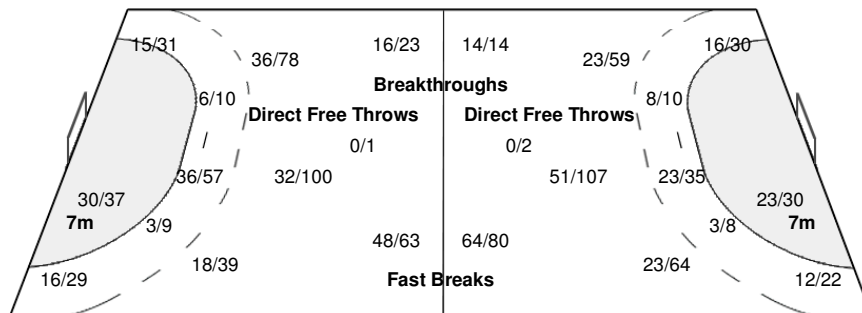 15/31 36/78 16/23 14/14 23/59 16/30
Breakthroughs
6/10 8/10
Direct Free Throws Direct Free Throws
0/1 0/2
36/57 32/100 51/107 23/35
30/37 23/30
7m 3/9 3/8 7m
48/63 64/80
18/39 23/64
16/29 Fast Breaks 12/22